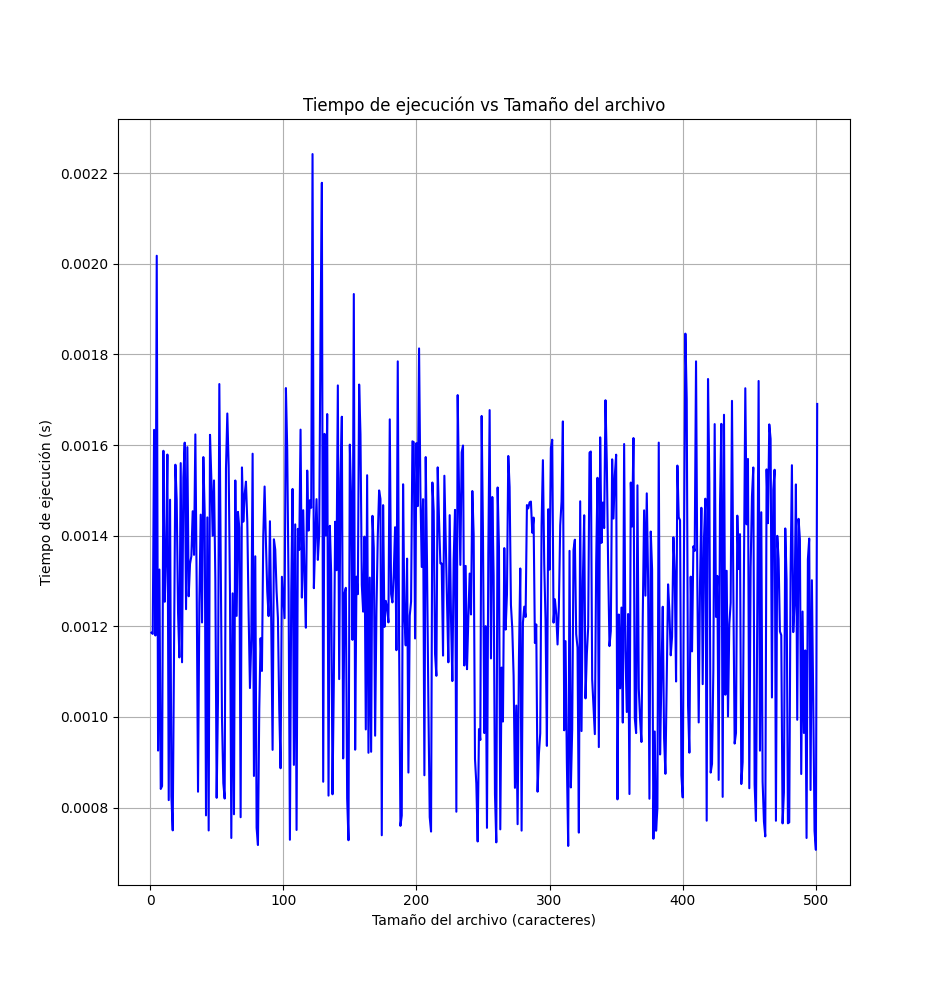 Tiempo de ejecución vs Tamaño del archivo
0.0022
0.0020
0.0018
0.0016
0.0014
0.0012
0.0010
0.0008
Tiempo de ejecución (s)
0 100 200 300 400 500
Tamaño del archivo (caracteres)